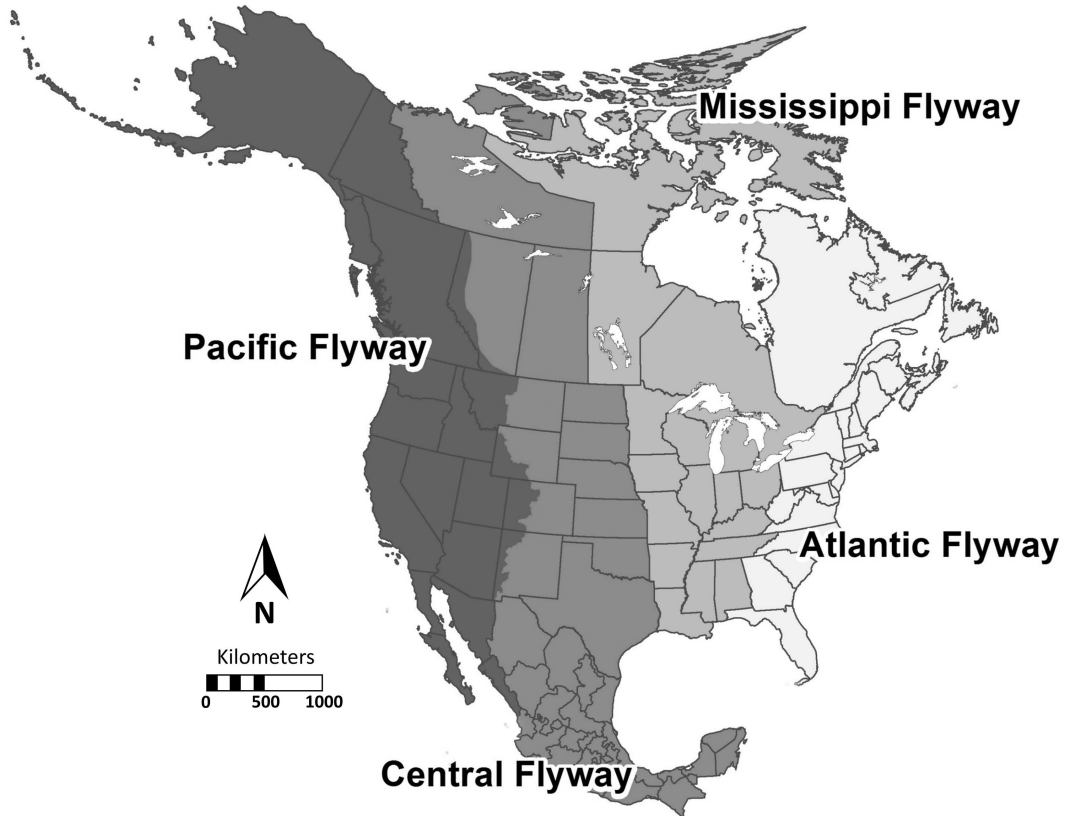 Mississippi Flyway
Pacific Flyway
Atlantic Flyway
N
Kilometers
0 500 1000
Central Flyway